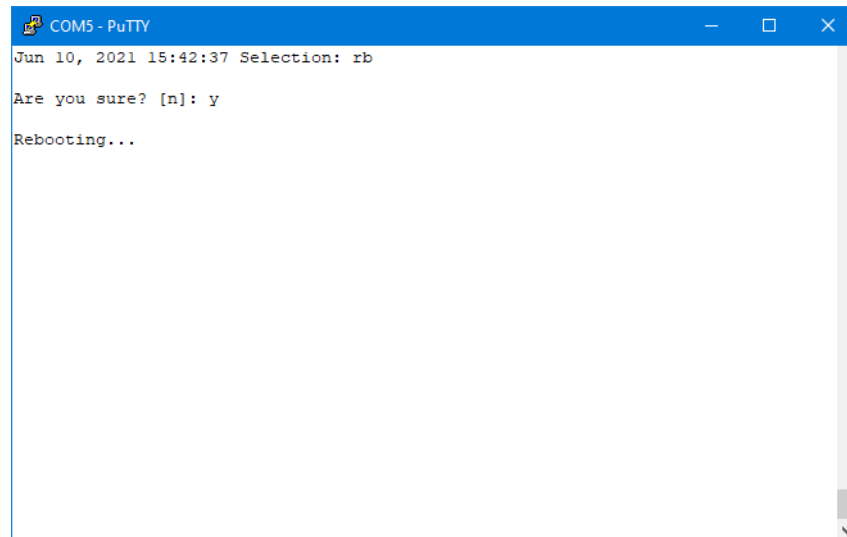 COM5 - PuTTY
Jun 10, 2021 15:42:37 Selection: rb
Are you sure? [n]: y
Rebooting...